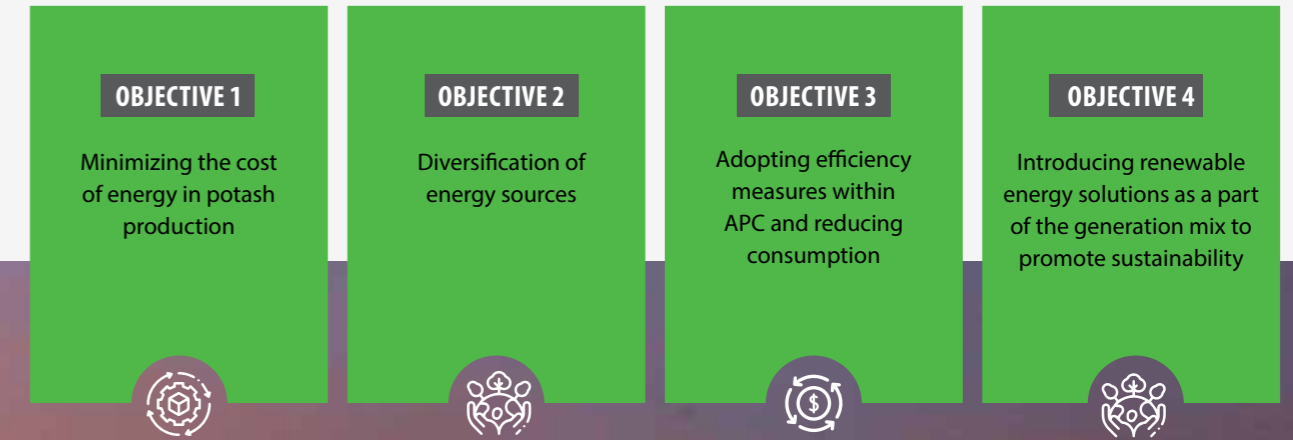 OBJECTIVE 1
Minimizing the cost
of energy in potash
production
OBJECTIVE 2
Diversification of
energy sources
OBJECTIVE 3
Adopting efficiency
measures within
APC and reducing
consumption
OBJECTIVE 4
Introducing renewable
energy solutions as a part
of the generation mix to
promote sustainability
$